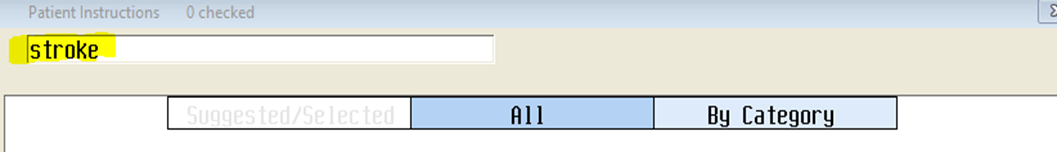 Patient Instructions 0 checked
stroke
Suggested/Selected All By Category